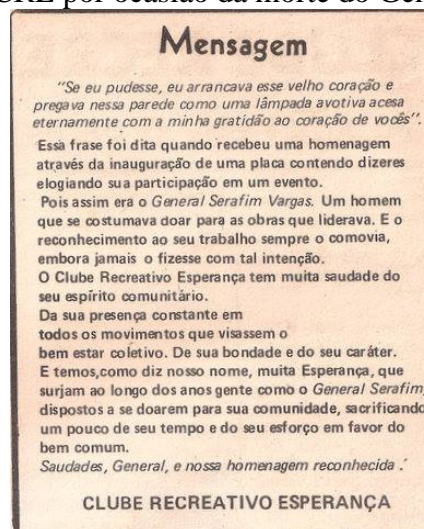 CRE por ocasião da morte do Gen
Mensagem
"Se eu pudesse, eu arrancava esse velho coração e
pregava nessa parede como uma lâmpada avotiva acesa
eternamente com a minha gratidão ao coração de vocês".
Essa frase foi dita quando recebeu uma homenagem
através da inauguração de uma placa contendo dizeres
elogiando sua participação em um evento.
Pois assim era o General Serafim Vargas. Um homem
que se costumava doar para as obras que liderava. E o
reconhecimento ao seu trabalho sempre o comovia,
embora jamais o fizesse com tal intenção.
O Clube Recreativo Esperança tem muita saudade do
seu espírito comunitário.
Da sua presença constante em
todos os movimentos que visassem o
bem estar coletivo. De sua bondade e do seu caráter.
E temos,como diz nosso nome, muita Esperança, que
surjam ao longo dos anos gente como o General Serafim,
dispostos a se doarem para sua comunidade, sacrificando
um pouco de seu tempo e do seu esforço em favor do
bem comum.
Saudades, General, e nossa homenagem reconhecida .'
CLUBE RECREATIVO ESPERANÇA